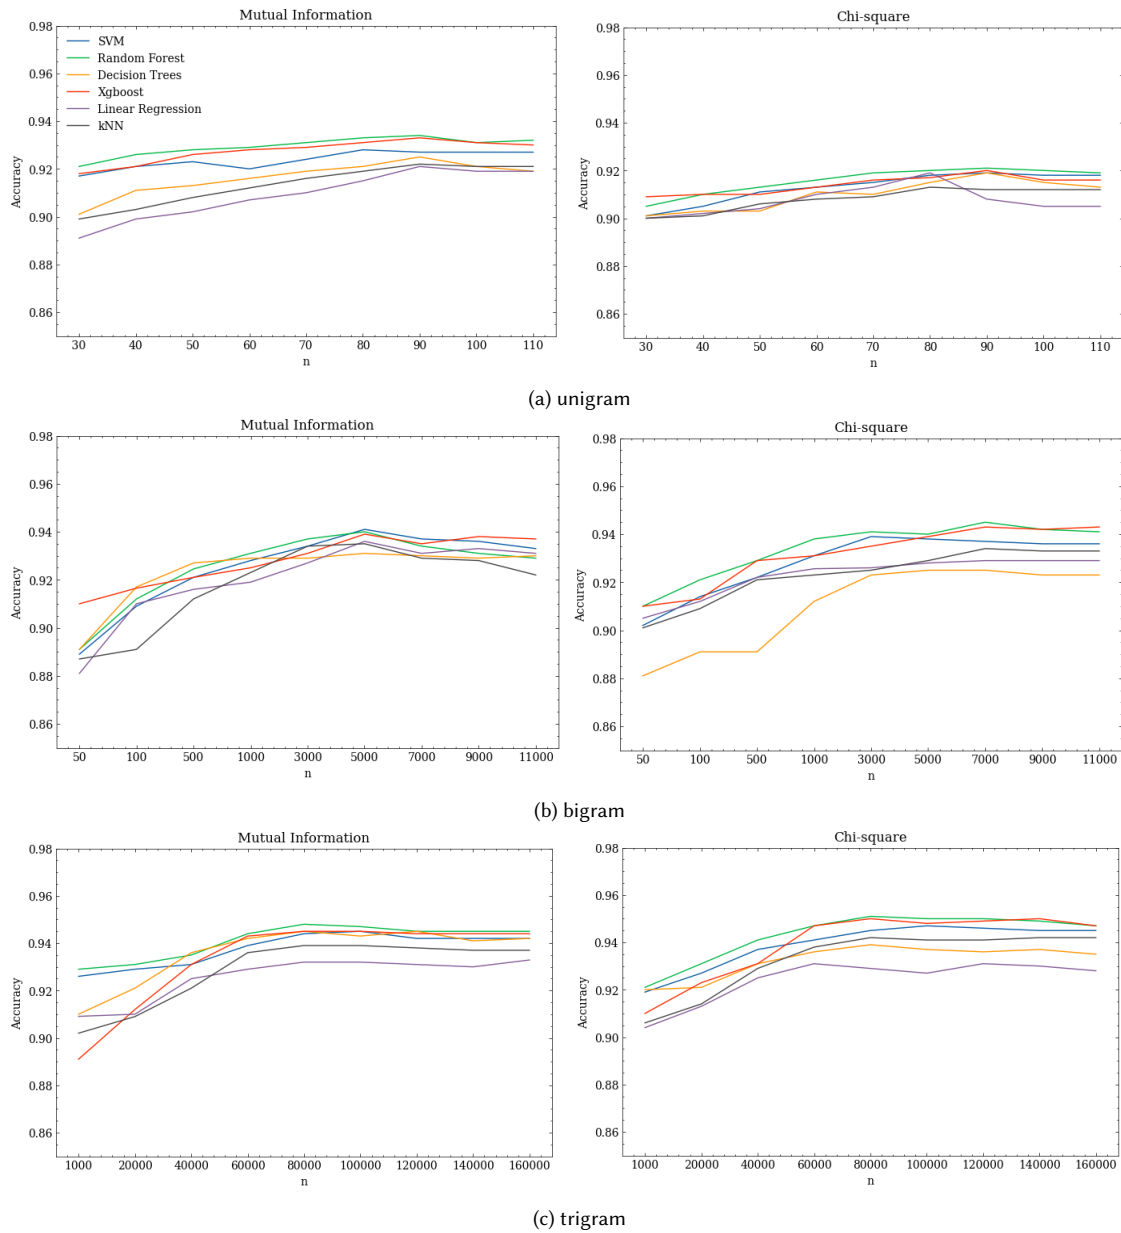 Mutual Information
0.98
0.96
0.94
0.92
0.90
0.88
0.86
Accuracy
SVM
Random Forest
Decision Trees
Xgboost
Linear Regression
kNN
30 40 50 60 70 80 90 100 110
n
Chi-square
0.98
0.96
0.94
0.92
0.90
0.88
0.86
Accuracy
30 40 50 60 70 80 90 100 110
n
(a) unigram
Mutual Information
0.98
0.96
0.94
0.92
0.90
0.88
0.86
Accuracy
50 100 500 1000 3000 5000 7000 9000 11000
n
Chi-square
0.98
0.96
0.94
0.92
0.90
0.88
0.86
Accuracy
50 100 500 1000 3000 5000 7000 9000 11000
n
(b) bigram
Mutual Information
0.98
0.96
0.94
0.92
0.90
0.88
0.86
Accuracy
1000 20000 40000 60000 80000 100000 120000 140000 160000
n
Chi-square
0.98
0.96
0.94
0.92
0.90
0.88
0.86
Accuracy
1000 20000 40000 60000 80000 100000 120000 140000 160000
n
(c) trigram